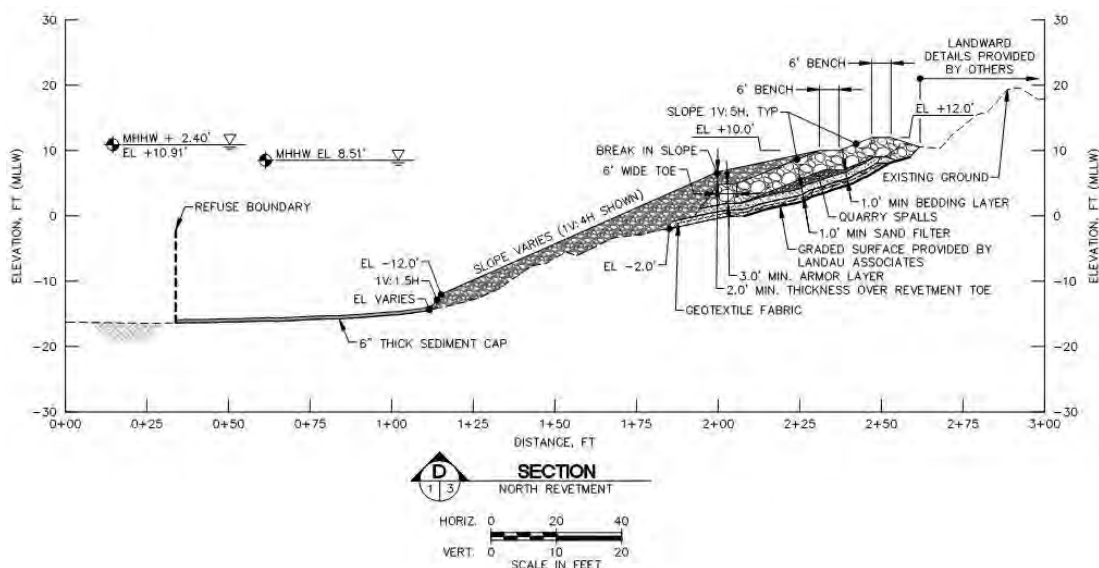 30
20
10
0
-10
-20
-30
ELEVATION, FT (MLLW)
MHHW + 2.40'
EL +10.91'
MHHW EL 8.51'
REFUSE BOUNDARY
EL -12.0'
1V:1.5H
EL VARIES
6" THICK SEDIMENT CAP
SLOPE VARIES (1V:4H SHOWN)
6' BENCH
6' BENCH
SLOPE 1V:5H, TYP
EL +10.0'
BREAK IN SLOPE
6' WIDE TOE
LANDWARD
DETAILS PROVIDED
BY OTHERS
EL +12.0'
EXISTING GROUND
1.0' MIN BEDDING LAYER
QUARRY SPALLS
1.0' MIN SAND FILTER
GRADED SURFACE PROVIDED BY
LANDAU ASSOCIATES
EL -2.0'
3.0' MIN. ARMOR LAYER
2.0' MIN. THICKNESS OVER REVETMENT TOE
GEOTEXTILE FABRIC
30
20
10
0
-10
-20
-30
ELEVATION, FT (MLLW)
0+00 0+25 0+50 0+75 1+00 1+25 1+50 1+75 2+00 2+25 2+50 2+75 3+00
DISTANCE, FT
D
1 3
SECTION
NORTH REVETMENT
HORIZ. 0 20 40
VERT. 0 10 20
SCALE IN FEET